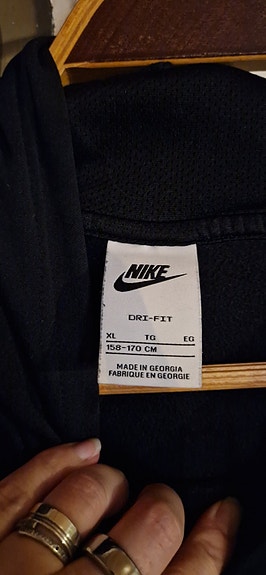 NIKE
DRI-FIT
XL TG EG
158-170 CM
MADE IN GEORGIA
FABRIQUE EN GEORGIE